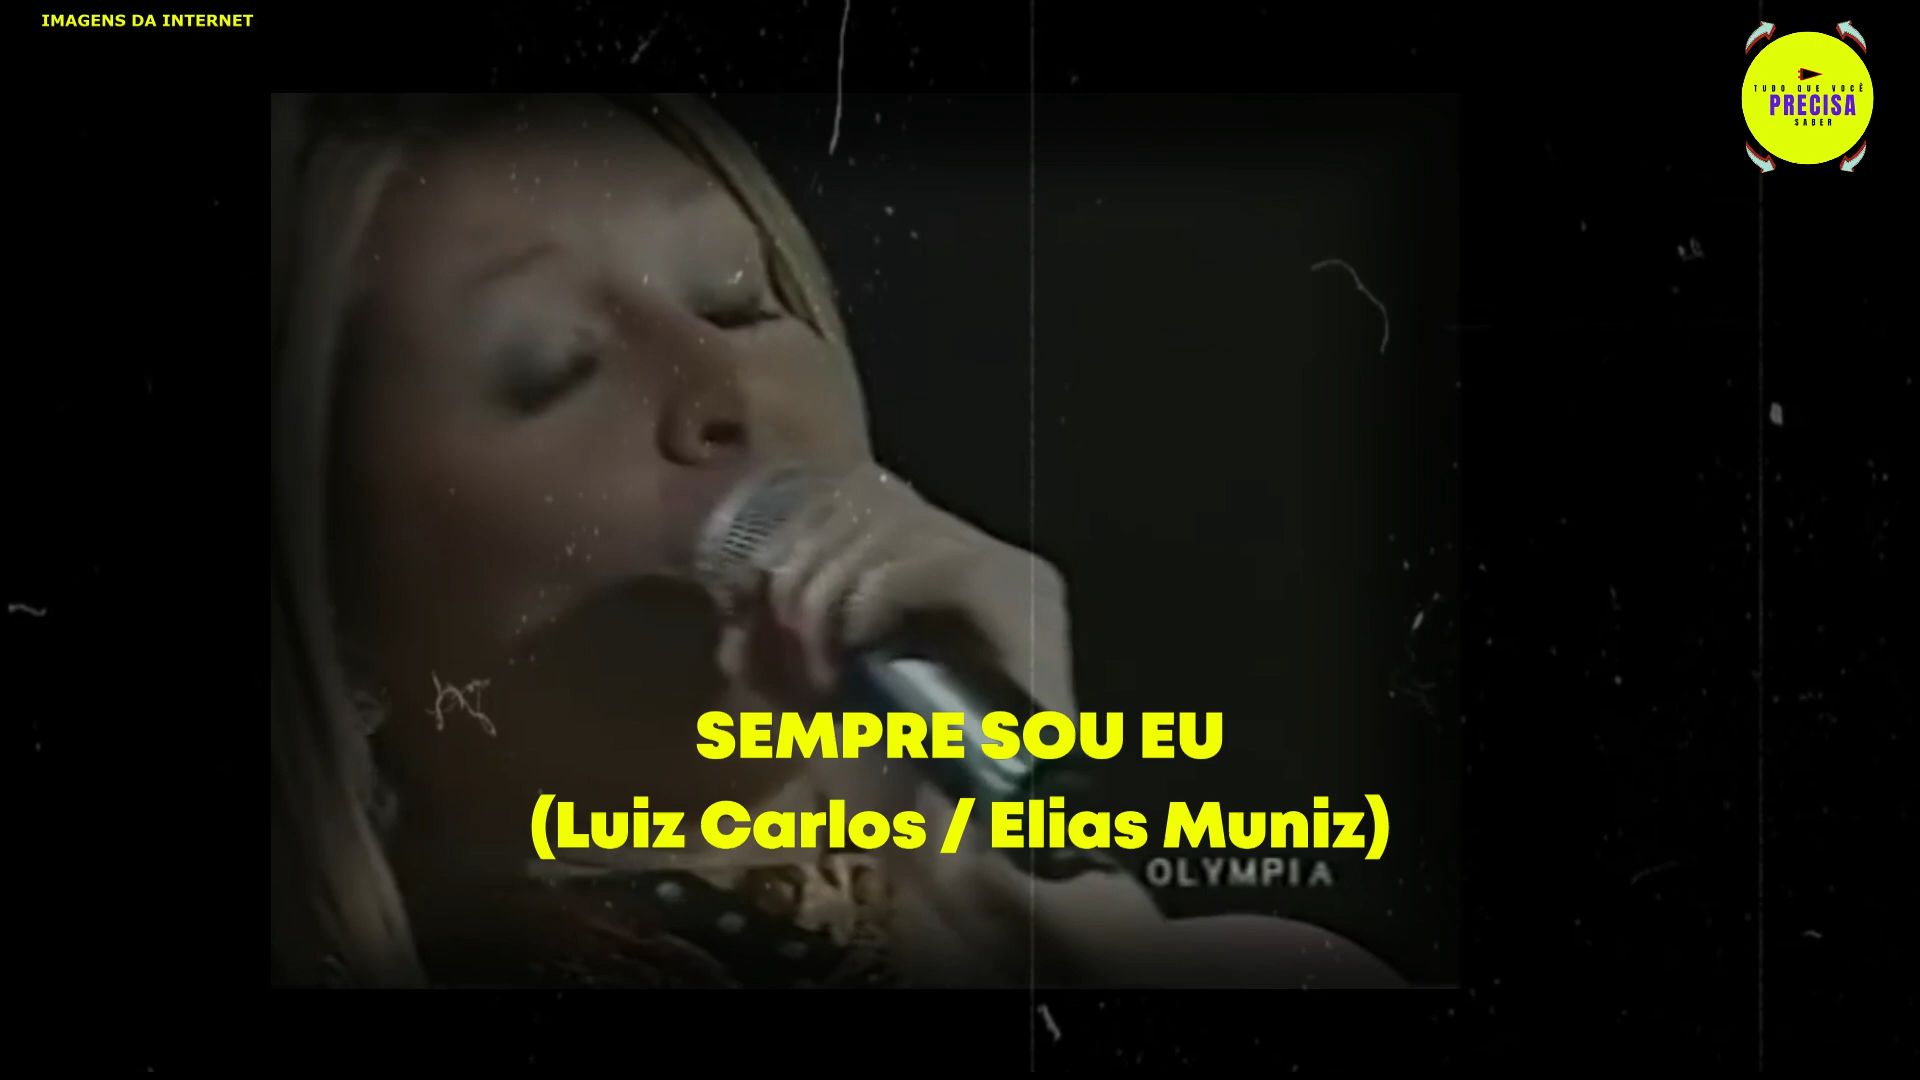 IMAGENS DA INTERNET
TUDO QUE VOCÊ
PRECISA
SABER
SEMPRE SOU EU
(Luiz Carlos / Elias Muniz)
OLYMPIA